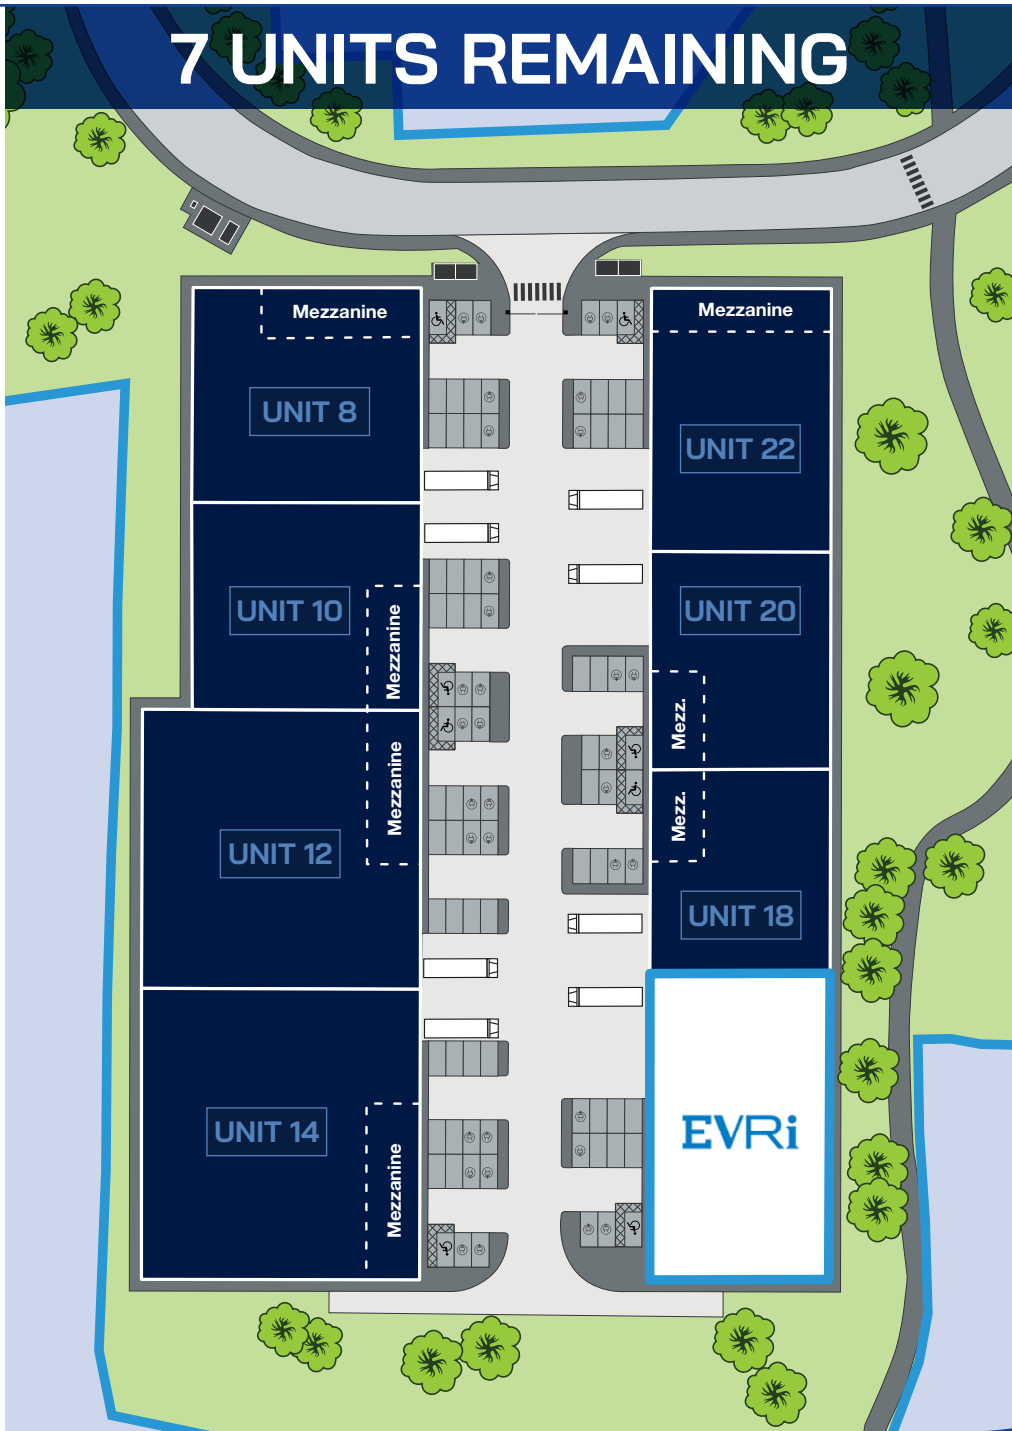 7 UNITS REMAINING
Mezzanine
UNIT 8
UNIT 10
Mezzanine
Mezzanine
UNIT 12
UNIT 14
Mezzanine
Mezzanine
UNIT 22
UNIT 20
Mezz.
Mezz.
UNIT 18
EVRi